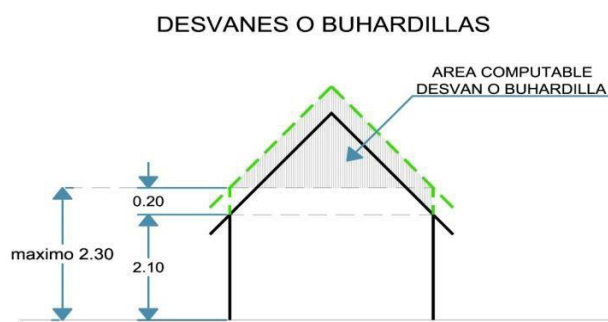 DESVANES O BUHARDILLAS
AREA COMPUTABLE
DESVAN O BUHARDILLA
0.20
maximo 2.30
2.10